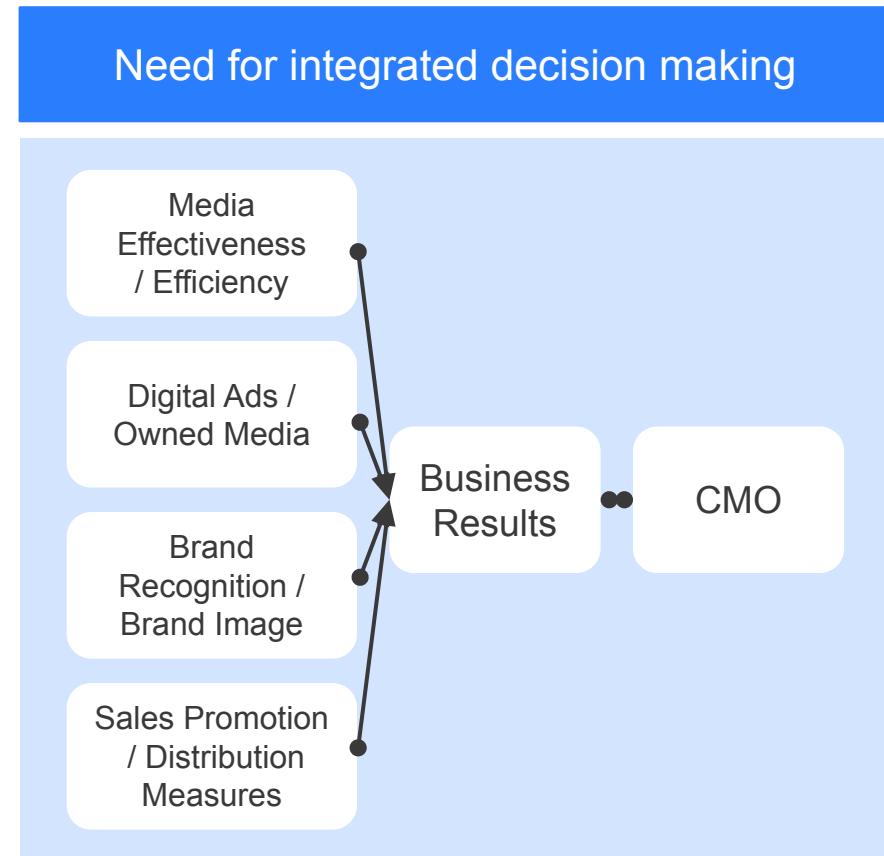 Need for integrated decision making
Media
Effectiveness
/ Efficiency
Digital Ads /
Owned Media
Brand
Recognition /
Brand Image
Sales Promotion
/ Distribution
Measures
Business
Results
CMO